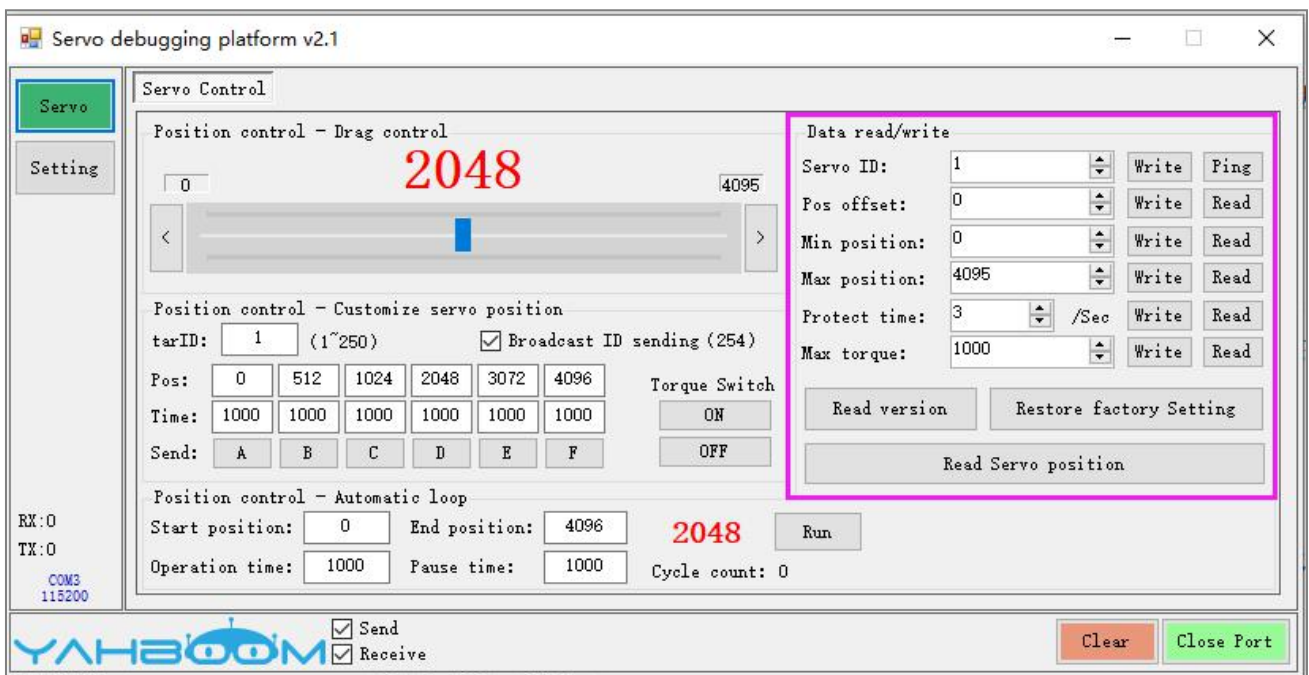 Servo debugging platform v2.1
Servo
Setting
RX:0
TX:0
COM3
115200
Servo Control
Position control - Drag control
2048
0
4095
<
>
Position control - Customize servo position
tarID: 1 (1~250) Broadcast ID sending(254)
Pos: 0 512 1024 2048 3072 4096
Torque Switch
Time: 1000 1000 1000 1000 1000 1000
ON
Send: A B C D E F
OFF
Position control - Automatic loop
Start position: 0 End position: 4096
2048
Run
Operation time: 1000 Pause time: 1000
Cycle count: 0
Data read/write
Servo ID: 1 Write Ping
Pos offset: 0 Write Read
Min position: 0 Write Read
Max position: 4095 Write Read
Protect time: 3 /Sec Write Read
Max torque: 1000 Write Read
Read version Restore factory Setting
Read Servo position
YAHBOOM
Send
Receive
Clear
Close Port